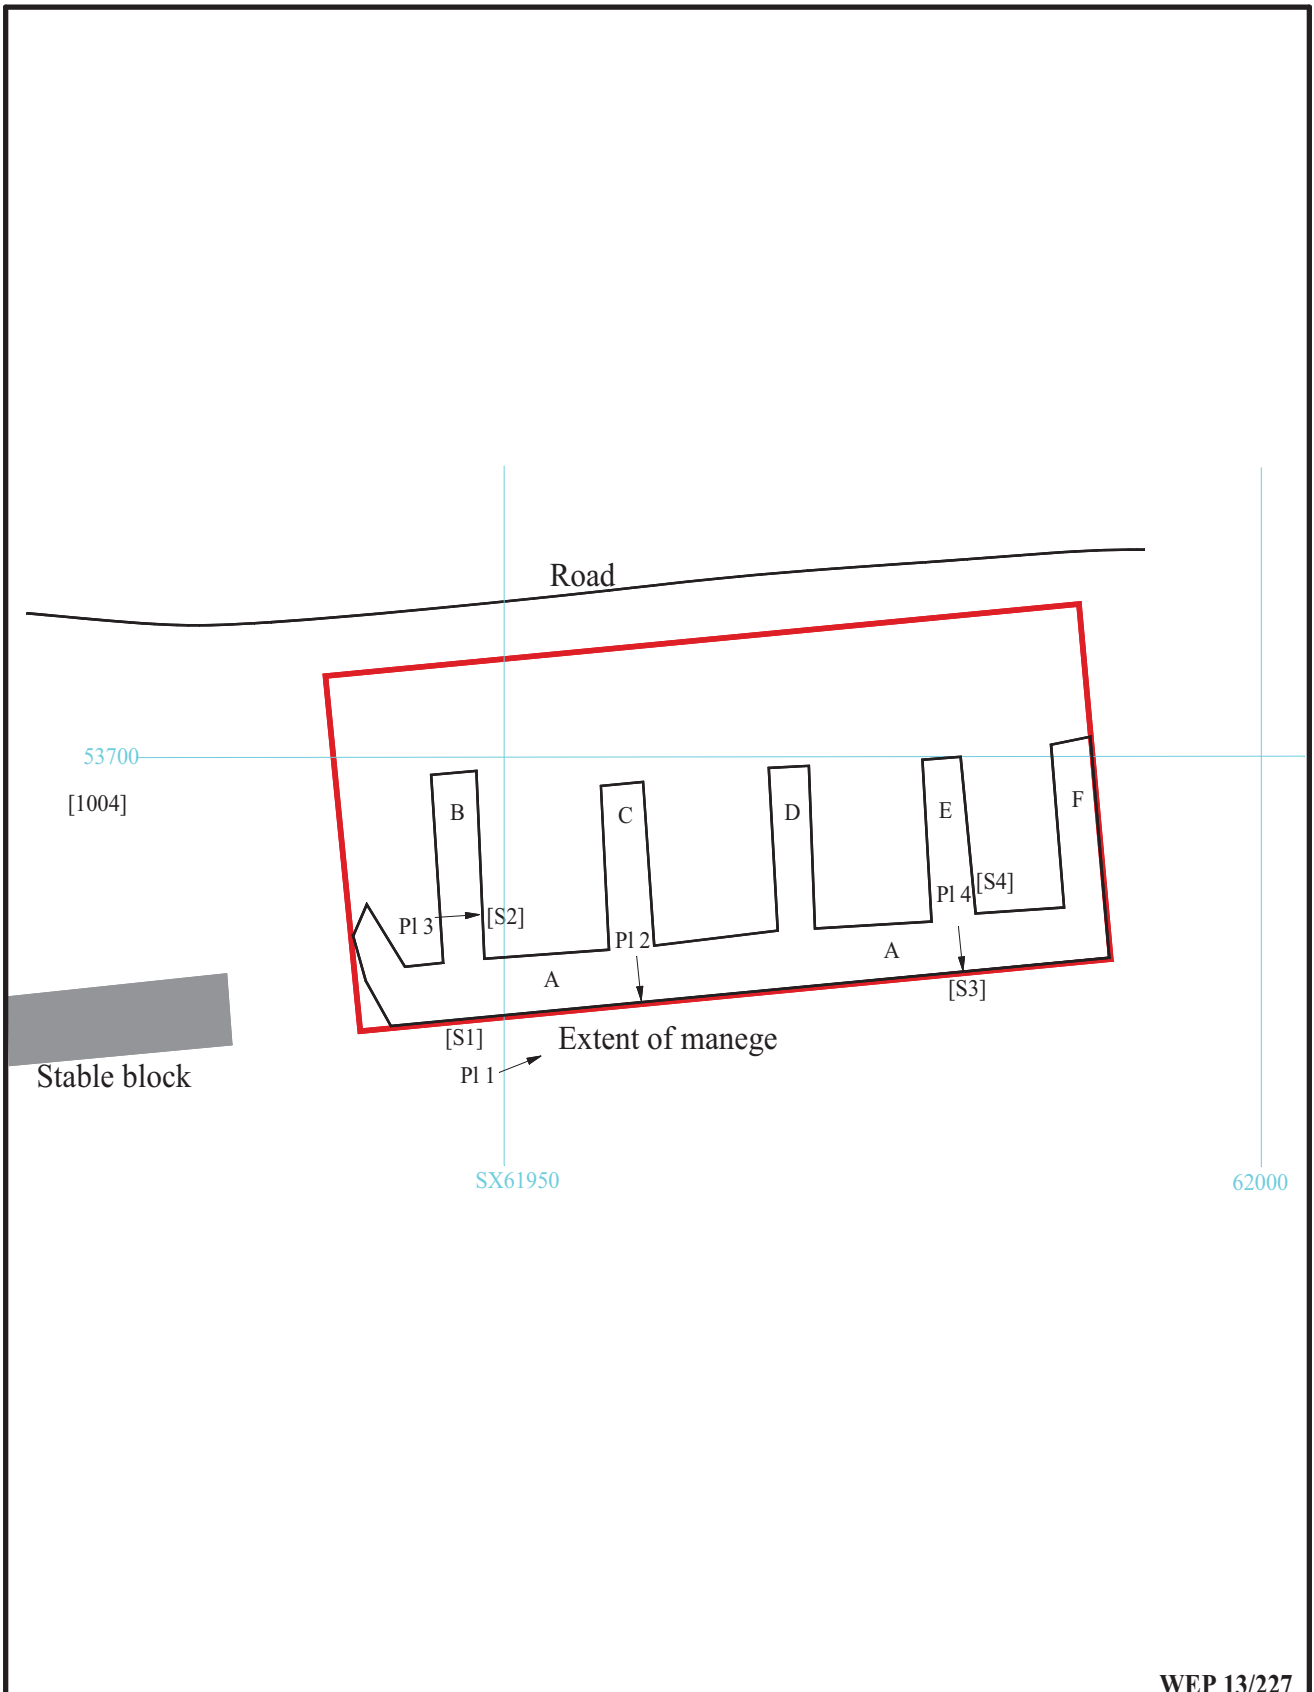 Road
53700
[1004]
B
C
D
E
F
[S4]
Pl 4
[S2]
Pl 3
Pl 2
A
A
[S3]
[S1]
Extent of manege
Pl 1
Stable block
SX61950
62000
WEP 13/227